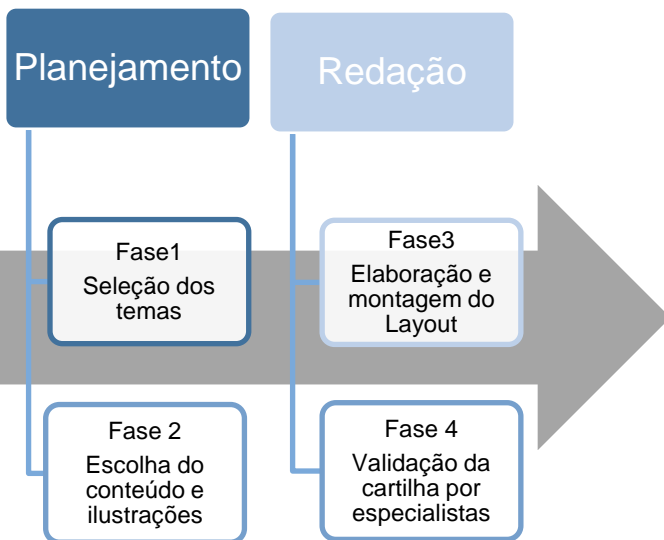 Planejamento
Fase1
Seleção dos
temas
Fase 2
Escolha do
conteúdo e
ilustrações
Redação
Fase3
Elaboração e
montagem do
Layout
Fase 4
Validação da
cartilha por
especialistas